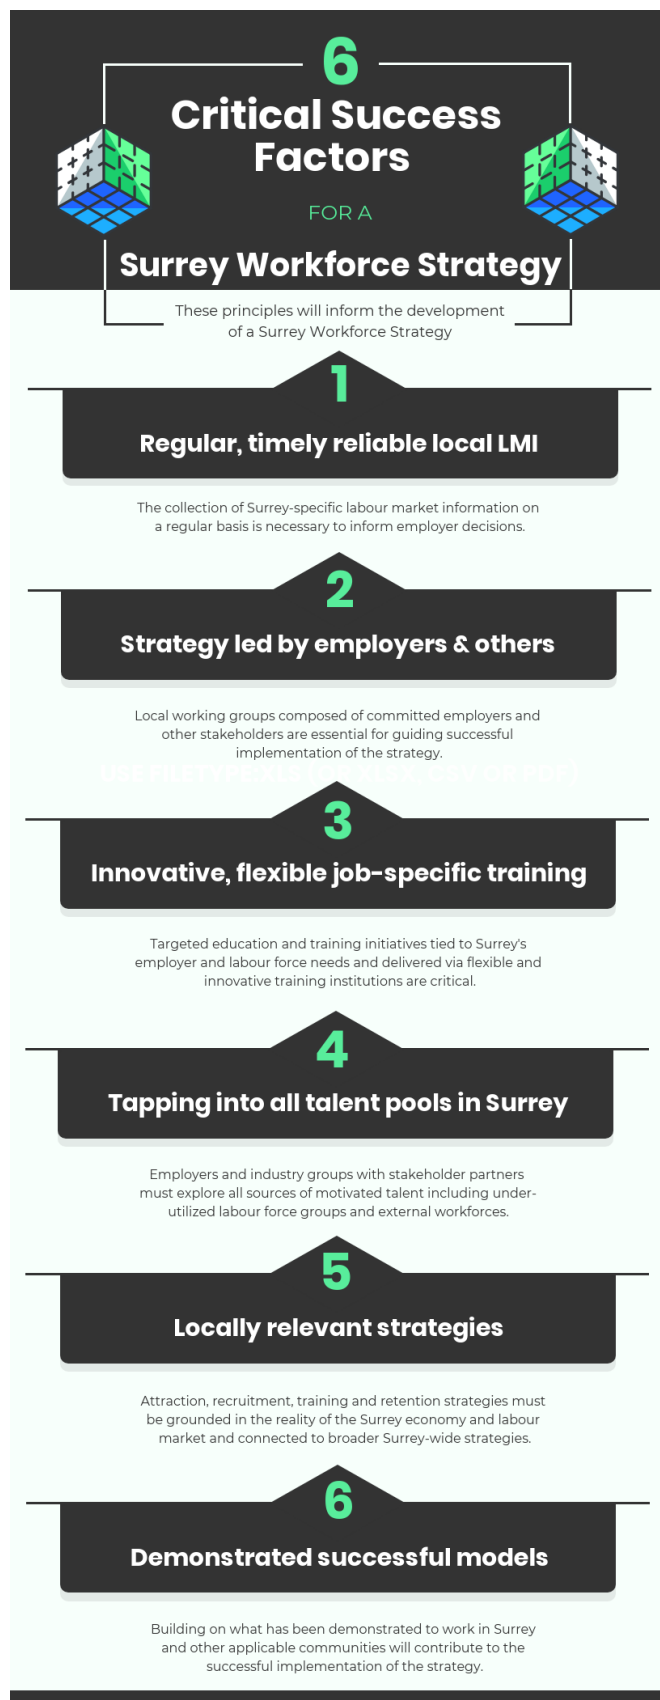 6
Critical Success
Factors
FOR A
Surrey Workforce Strategy
These principles will inform the development
of a Surrey Workforce Strategy
1
Regular, timely reliable local LMI
The collection of Surrey-specific labour market information on
a regular basis is necessary to inform employer decisions.
2
Strategy led by employers & others
Local working groups composed of committed employers and
other stakeholders are essential for guiding successful
implementation of the strategy.
USE FILETYPE:XLS (OR XLSX, CSV OR PDF)
3
Innovative, flexible job-specific training
Targeted education and training initiatives tied to Surrey's
employer and labour force needs and delivered via flexible and
innovative training institutions are critical.
4
Tapping into all talent pools in Surrey
Employers and industry groups with stakeholder partners
must explore all sources of motivated talent including under-
utilized labour force groups and external workforces.
5
Locally relevant strategies
Attraction, recruitment, training and retention strategies must
be grounded in the reality of the Surrey economy and labour
market and connected to broader Surrey-wide strategies.
6
Demonstrated successful models
Building on what has been demonstrated to work in Surrey
and other applicable communities will contribute to the
successful implementation of the strategy.